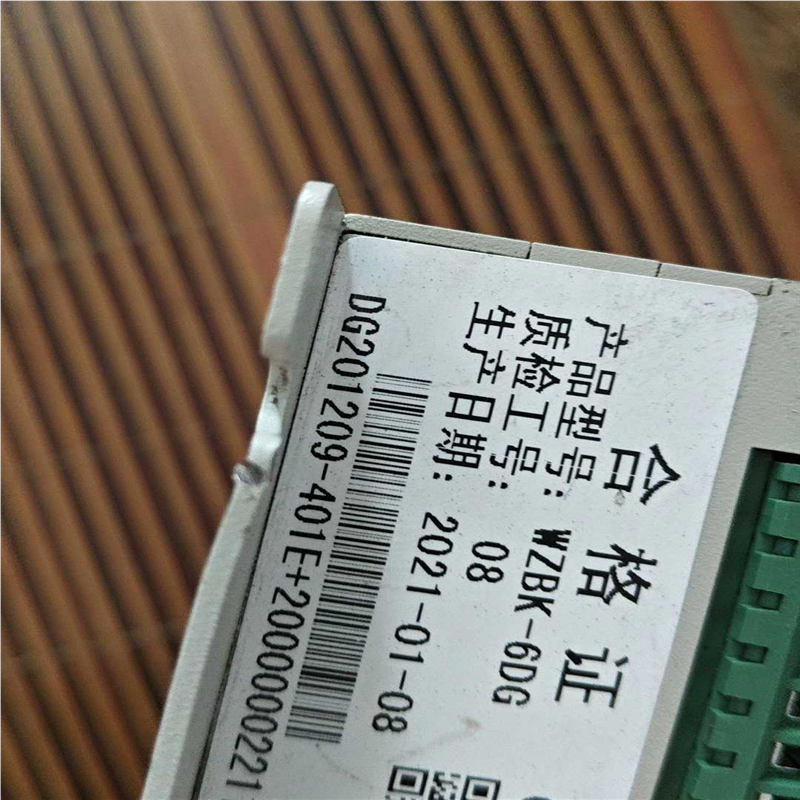 合格证
产品型号: WZBK-6DG
质检工号: 08
生产日期: 2021-01-08
DG201209-401E+2000000221